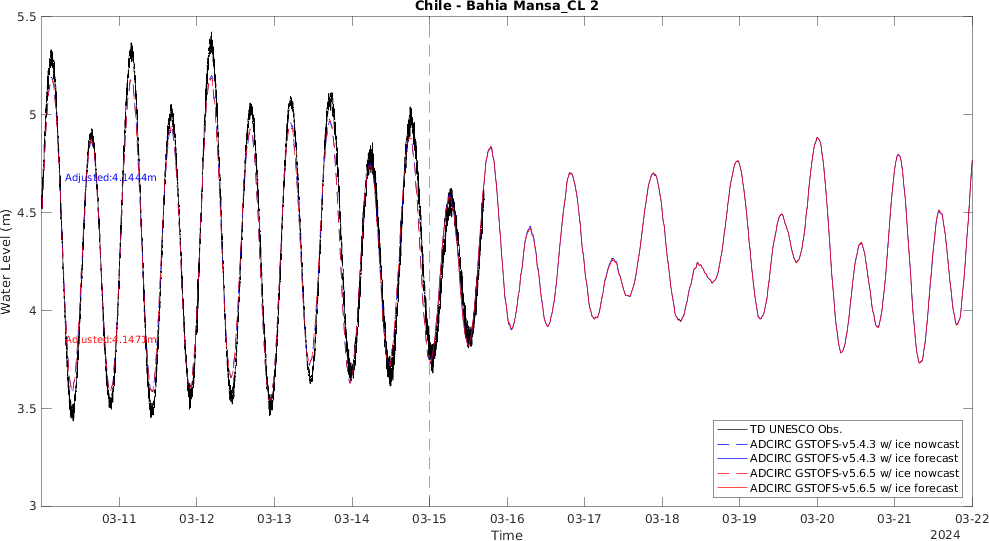 Chile - Bahia Mansa_CL 2
5.5
5
4.5
4
3.5
3
Water Level (m)
Adjusted:4.1444m
Adjusted:4.1471m
TD UNESCO Obs.
ADCIRC GSTOFS-v5.4.3 w/ ice nowcast
ADCIRC GSTOFS-v5.4.3 w/ ice forecast
ADCIRC GSTOFS-v5.6.5 w/ ice nowcast
ADCIRC GSTOFS-v5.6.5 w/ ice forecast
03-11 03-12 03-13 03-14 03-15 03-16 03-17 03-18 03-19 03-20 03-21 03-22
Time
2024